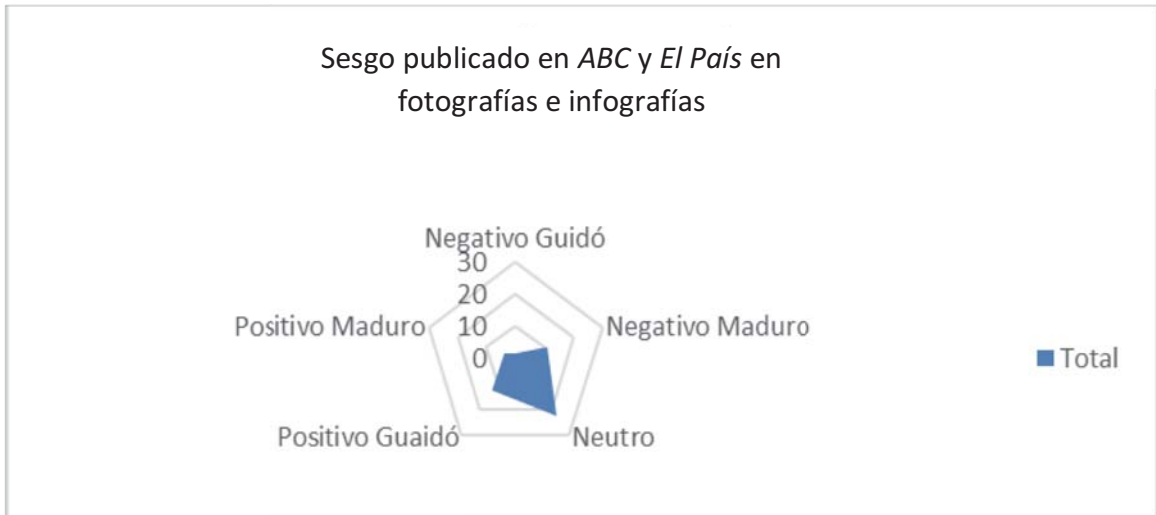 Sesgo publicado en ABC y El País en
fotografías e infografías
Negativo Guidó
30
20
Positivo Maduro
10
Negativo Maduro
0
Total
Positivo Guaidó
Neutro